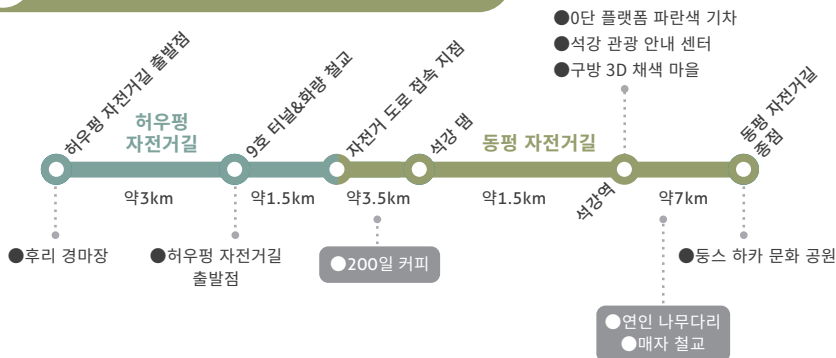 ●0단 플랫폼 파란색 기차
●석강 관광 안내 센터
●구방 3D 채색 마을
허우펑 자전거길 출발점
허우펑
자전거길
9호 터널&화량 철교
자전거 도로 접속 지점
석강 댐
동펑 자전거길
석강역
동펑 자전거길
종점
약3km
약1.5km
약3.5km
약1.5km
약7km
●후리 경마장
●허우펑 자전거길
출발점
●200일 커피
●둥스 하카 문화 공원
●연인 나무다리
●매자 철교